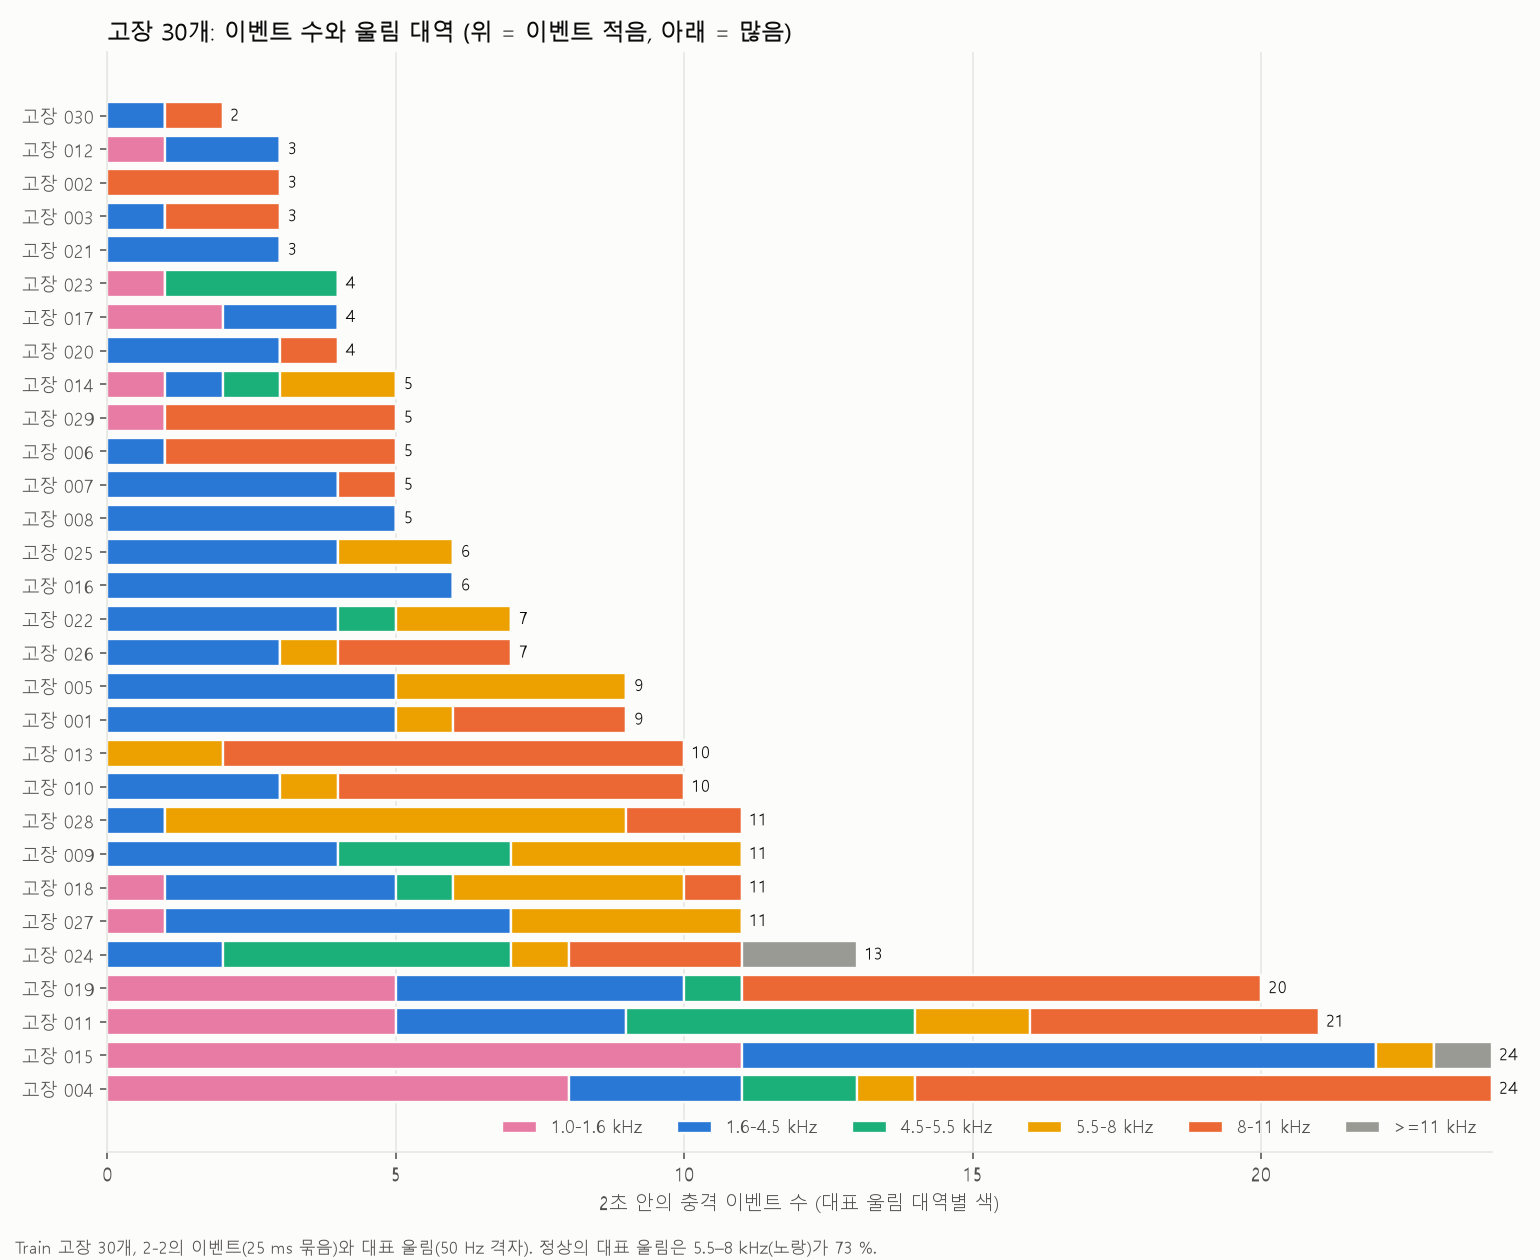 고장 30개: 이벤트 수와 울림 대역 (위 = 이벤트 적음, 아래 = 많음)
고장 030 2
고장 012 3
고장 002 3
고장 003 3
고장 021 3
고장 023 4
고장 017 4
고장 020 4
고장 014 5
고장 029 5
고장 006 5
고장 007 5
고장 008 5
고장 025 6
고장 016 6
고장 022 7
고장 026 7
고장 005 9
고장 001 9
고장 013 10
고장 010 10
고장 028 11
고장 009 11
고장 018 11
고장 027 11
고장 024 13
고장 019 20
고장 011 21
고장 015 24
고장 004 24
1.0-1.6 kHz 1.6-4.5 kHz 4.5-5.5 kHz 5.5-8 kHz 8-11 kHz >=11 kHz
0 5 10 15 20
2초 안의 충격 이벤트 수 (대표 울림 대역별 색)
Train 고장 30개, 2-2의 이벤트(25 ms 묶음)와 대표 울림(50 Hz 격자). 정상의 대표 울림은 5.5–8 kHz(노랑)가 73 %.